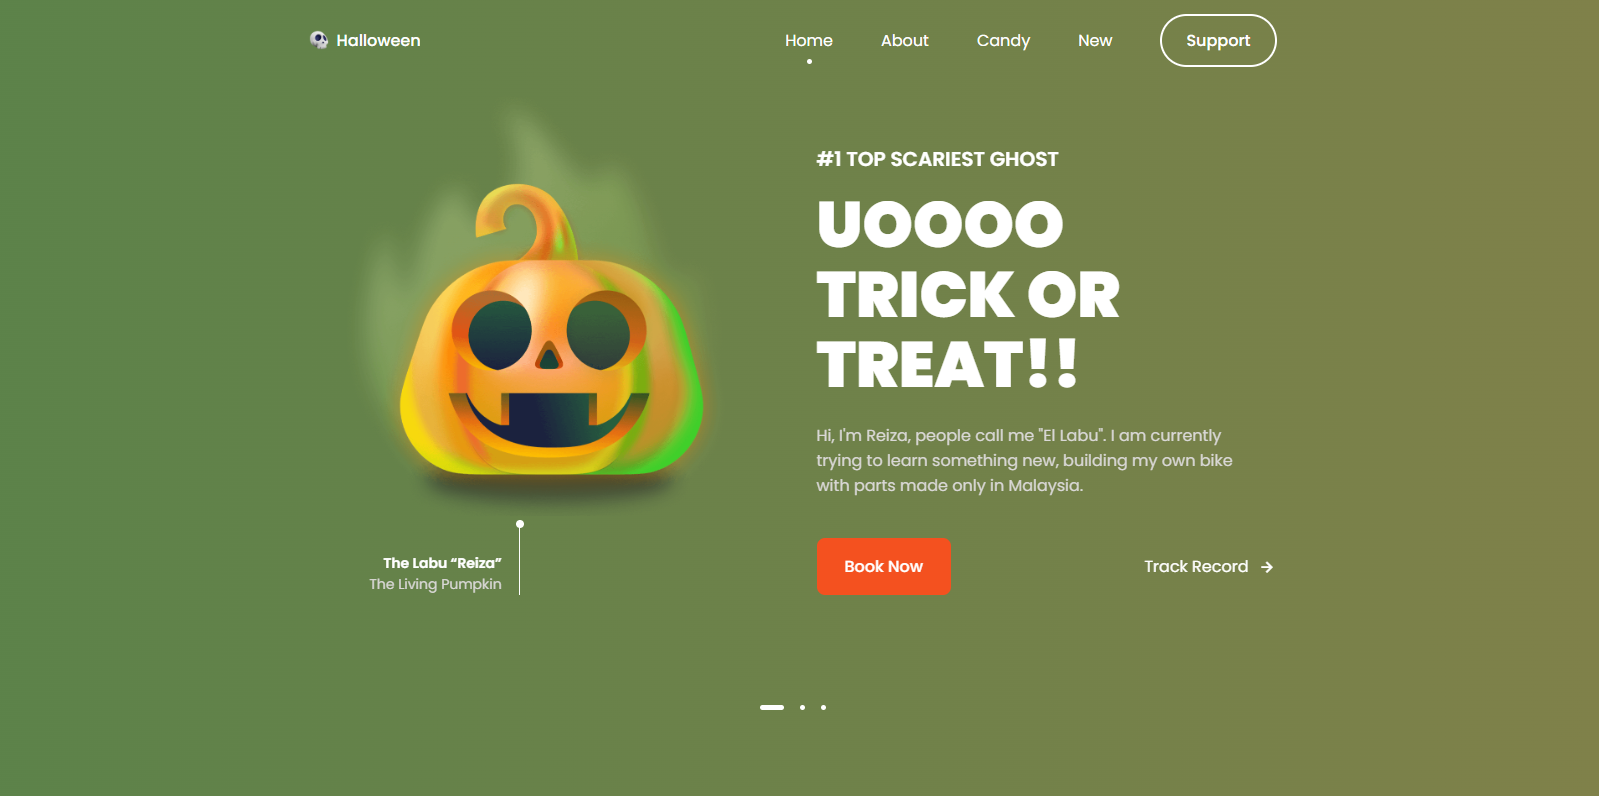 Halloween
Home
About
Candy
New
Support
#1 TOP SCARIEST GHOST
UOOOO
TRICK OR
TREAT!!
Hi, I'm Reiza, people call me "El Labu". I am currently
trying to learn something new, building my own bike
with parts made only in Malaysia.
Book Now
Track Record
The Labu “Reiza”
The Living Pumpkin